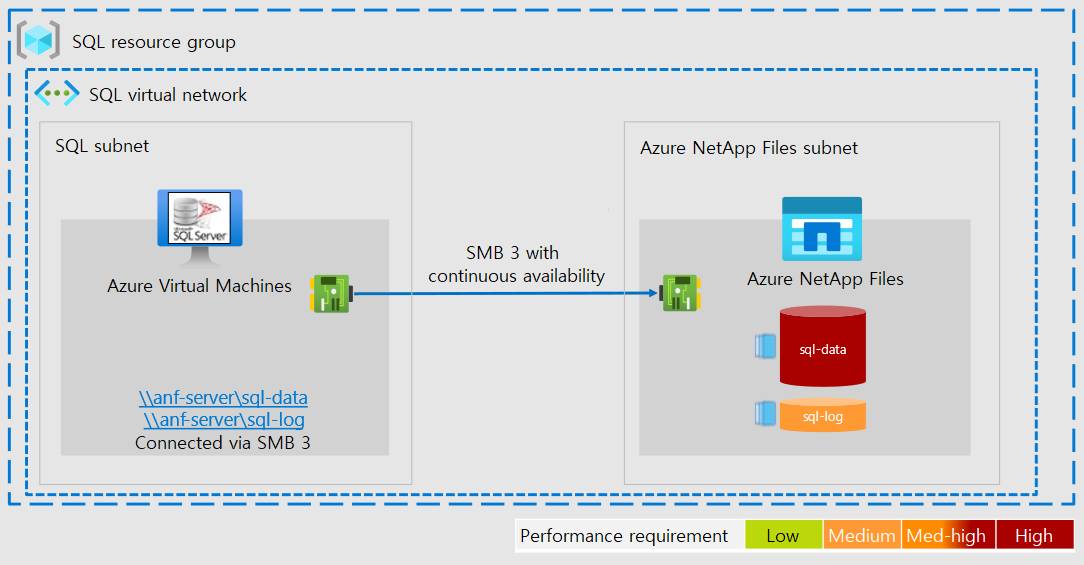 SQL resource group
SQL virtual network
SQL subnet
Azure NetApp Files subnet
SQL Server
Azure Virtual Machines
SMB 3 with
continuous availability
Azure NetApp Files
sql-data
sql-log
\\anf-server\sql-data
\\anf-server\sql-log
Connected via SMB 3
Performance requirement Low Medium Med-high High